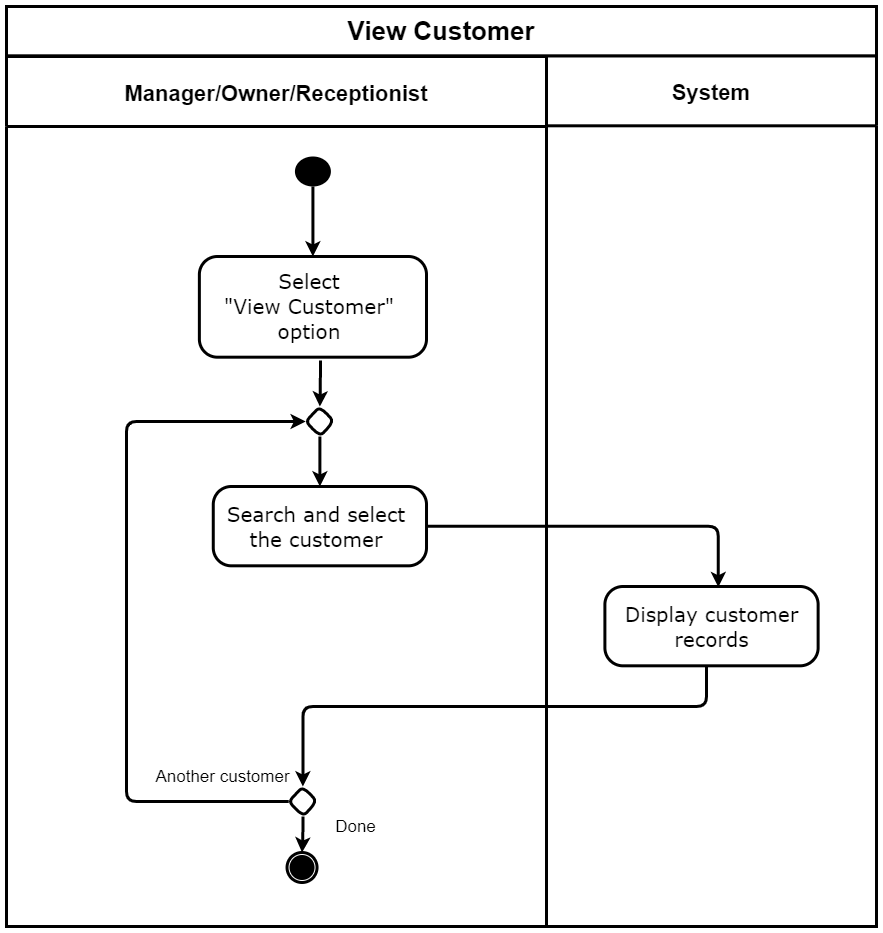 View Customer
Manager/Owner/Receptionist
System
Select
"View Customer"
option
Search and select
the customer
Display customer
records
Another customer
Done